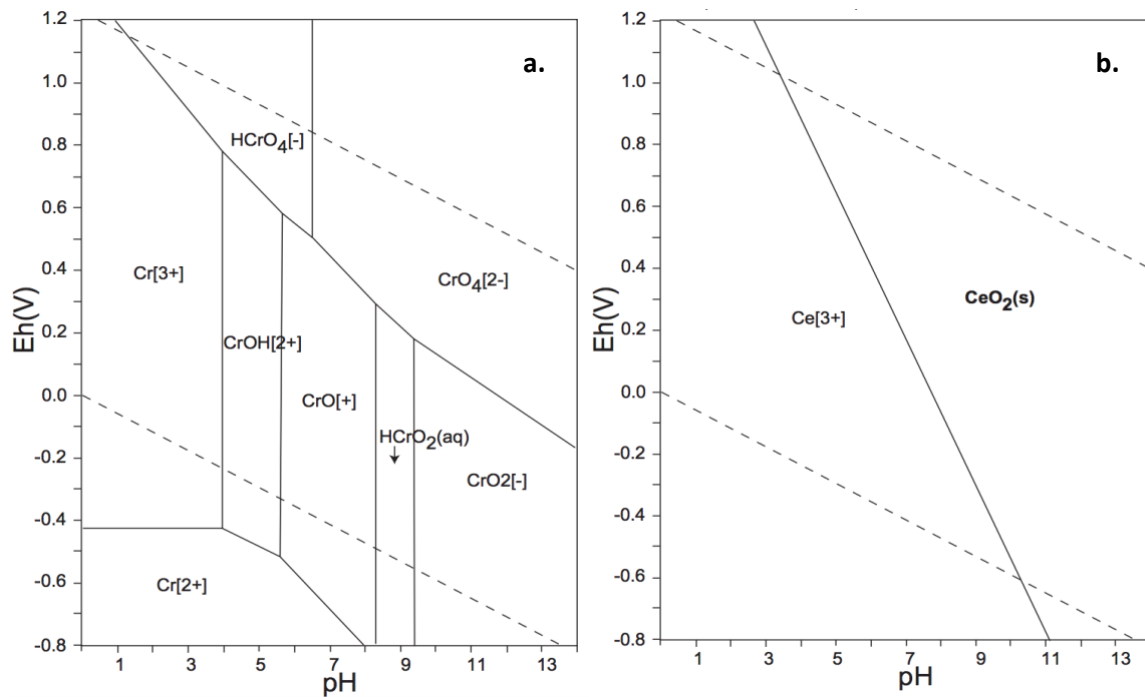 a.
1.2
1.0
0.8
0.6
0.4
0.2
0.0
-0.2
-0.4
-0.6
-0.8
Eh(V)
HCrO4[-]
Cr[3+]
CrO4[2-]
CrOH[2+]
CrO[+]
HCrO2(aq)
CrO2[-]
Cr[2+]
1 3 5 7 9 11 13
pH
b.
1.2
1.0
0.8
0.6
0.4
0.2
0.0
-0.2
-0.4
-0.6
-0.8
Eh(V)
CeO2(s)
Ce[3+]
1 3 5 7 9 11 13
pH